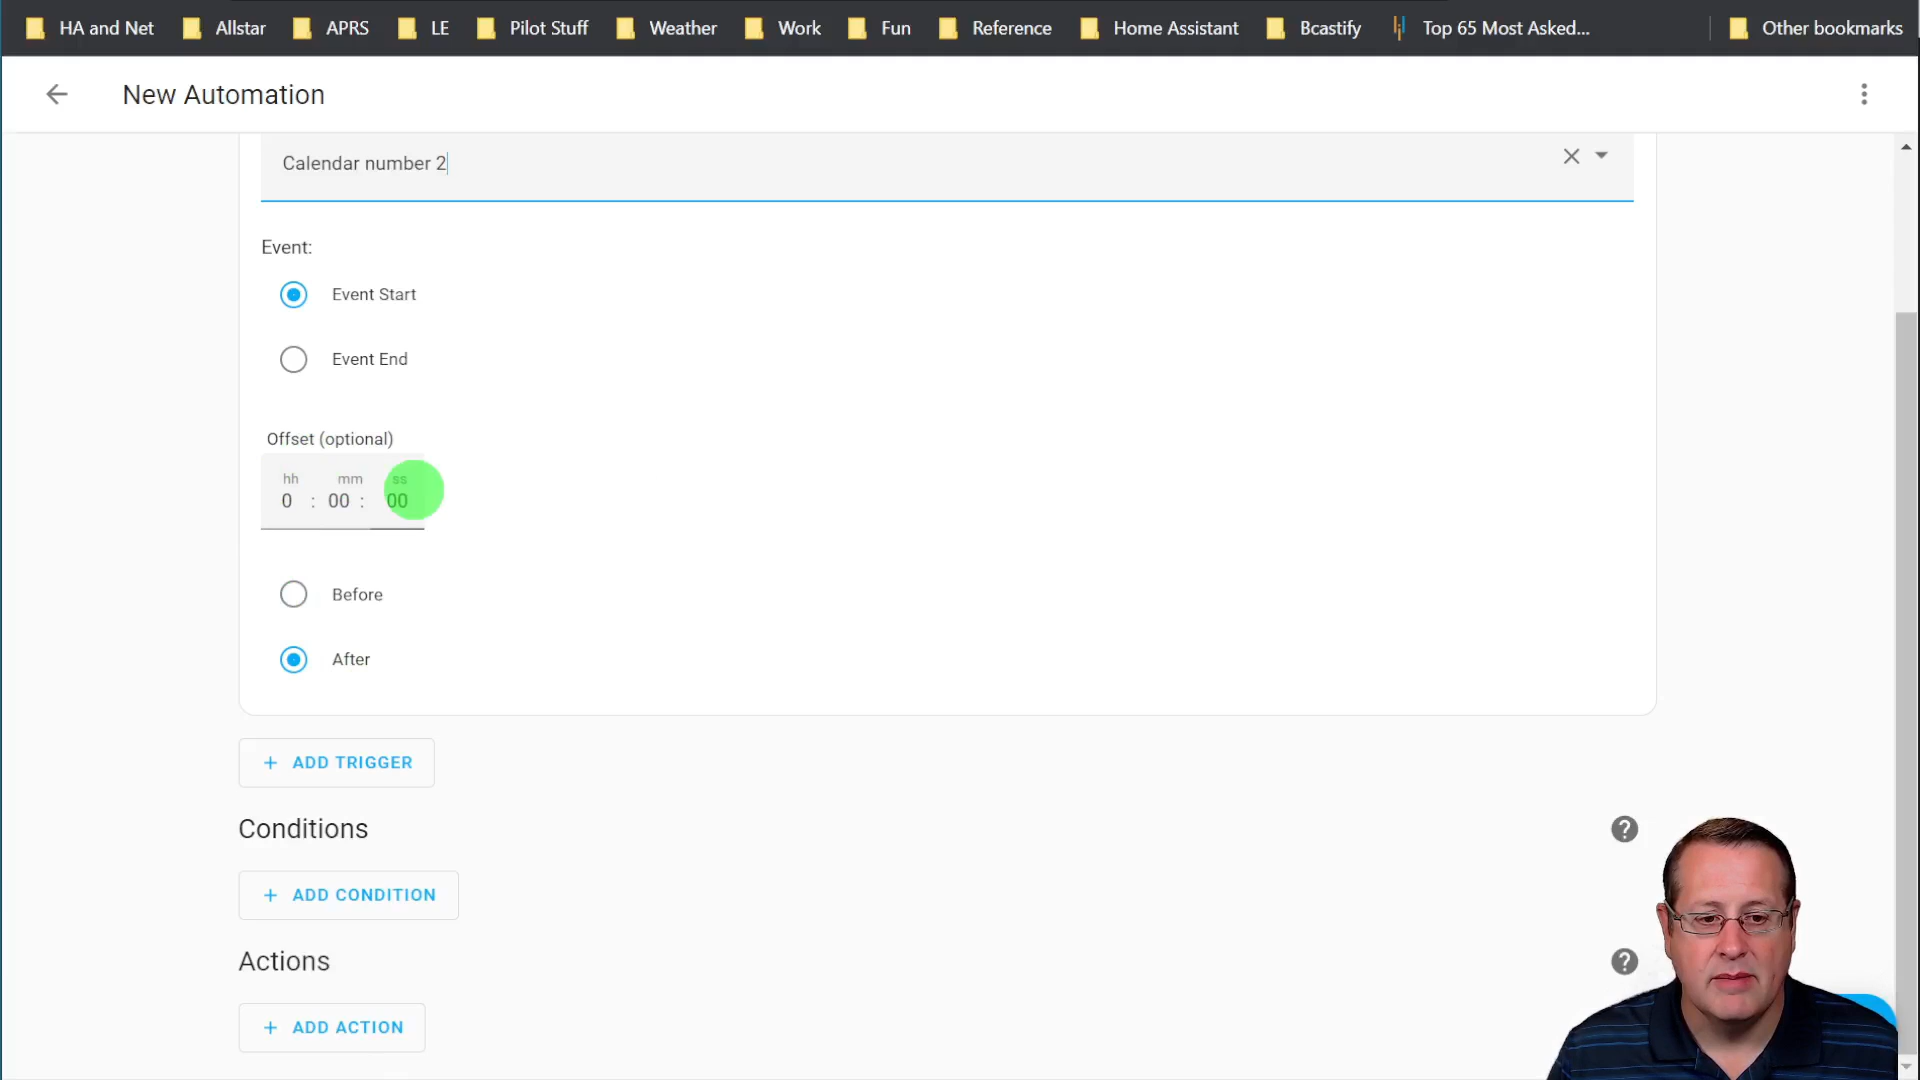 HA and Net Allstar APRS LE Pilot Stuff Weather Work Fun Reference Home Assistant Bcastify Top 65 Most Asked... Other bookmarks
New Automation
Calendar number 2
Event:
Event Start
Event End
Offset (optional)
hh mm ss
0 : 00 : 00
Before
After
+ ADD TRIGGER
Conditions
+ ADD CONDITION
Actions
+ ADD ACTION